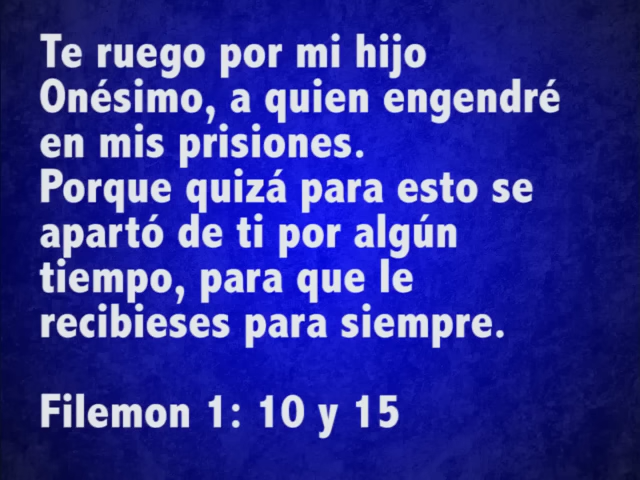 Te ruego por mi hijo
Onésimo, a quien engendré
en mis prisiones.
Porque quizá para esto se
apartó de ti por algún
tiempo, para que le
recibieses para siempre.
Filemon 1: 10 y 15